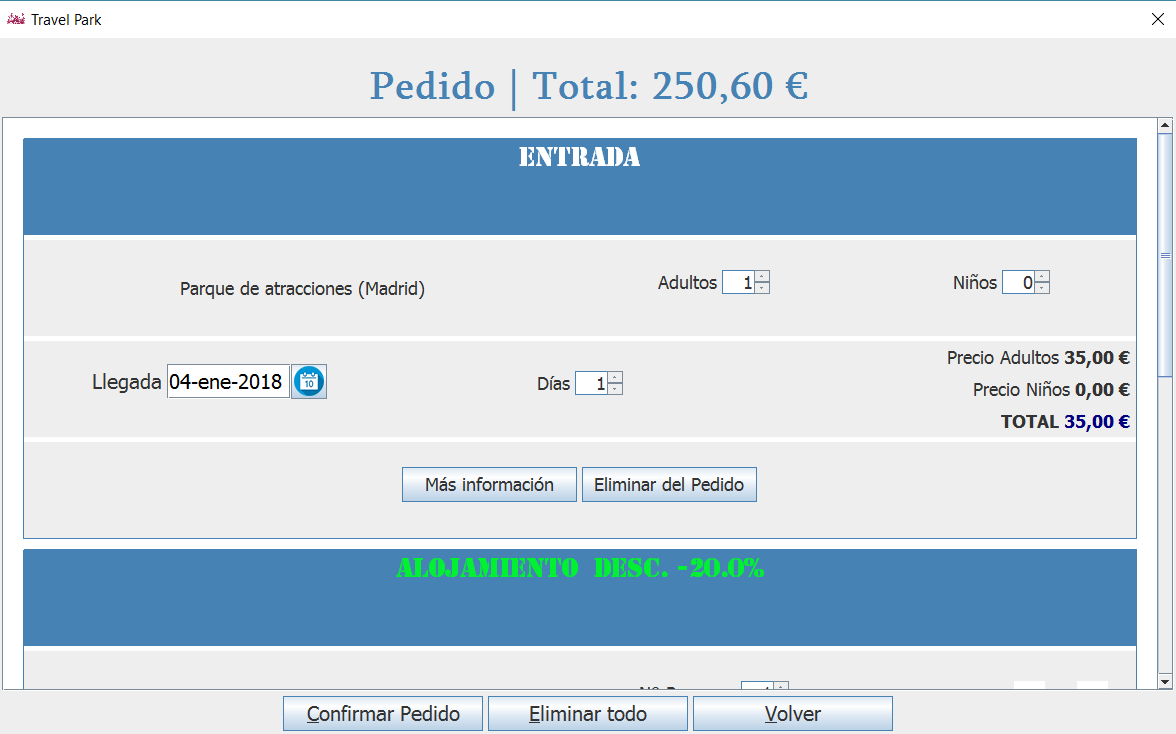 Travel Park
Pedido | Total: 250,60 €
ENTRADA
Parque de atracciones (Madrid)
Adultos 1
Niños 0
Llegada 04-ene-2018
10
Días 1
Precio Adultos 35,00 €
Precio Niños 0,00 €
TOTAL 35,00 €
Más información
Eliminar del Pedido
ALOJAMIENTO DESC. -20.0%
Confirmar Pedido
Eliminar todo
Volver